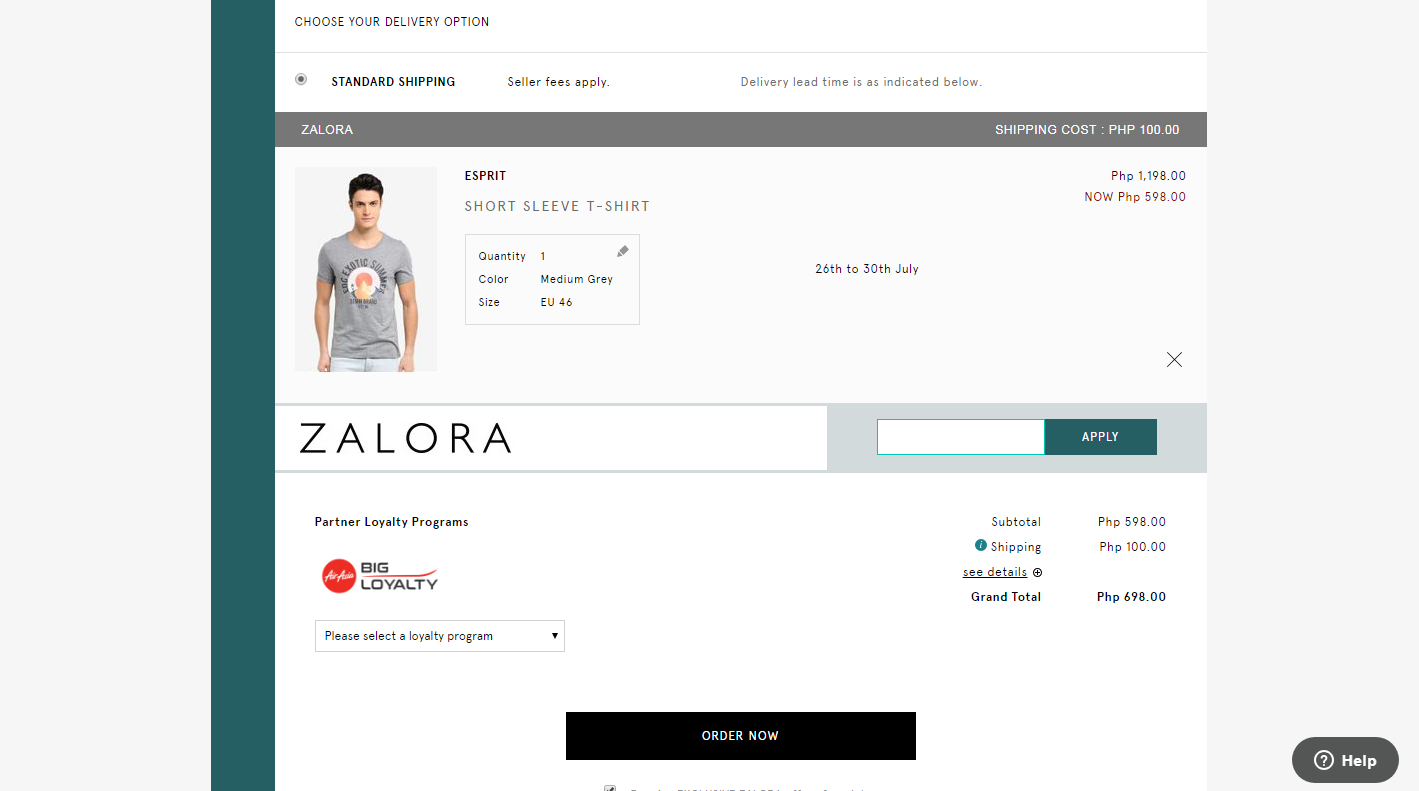 CHOOSE YOUR DELIVERY OPTION
STANDARD SHIPPING Seller fees apply. Delivery lead time is as indicated below.
ZALORA SHIPPING COST : PHP 100.00
ESPRIT Php 1,198.00
NOW Php 598.00
SHORT SLEEVE T-SHIRT
EDC EXOTIC SUMMER
Quantity 1
Color Medium Grey
Size EU 46
26th to 30th July
ZALORA
APPLY
Partner Loyalty Programs
AirAsia BIG LOYALTY
Please select a loyalty program
Subtotal Php 598.00
Shipping Php 100.00
see details
Grand Total Php 698.00
ORDER NOW
Help